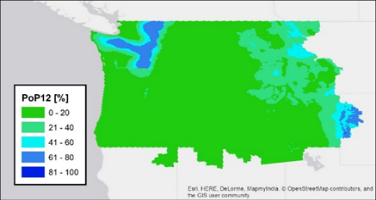 PoP12 [%]
0 - 20
21 - 40
41 - 60
61 - 80
81 - 100
Esri, HERE, DeLorme, MapmyIndia, © OpenStreetMap contributors, and
the GIS user community